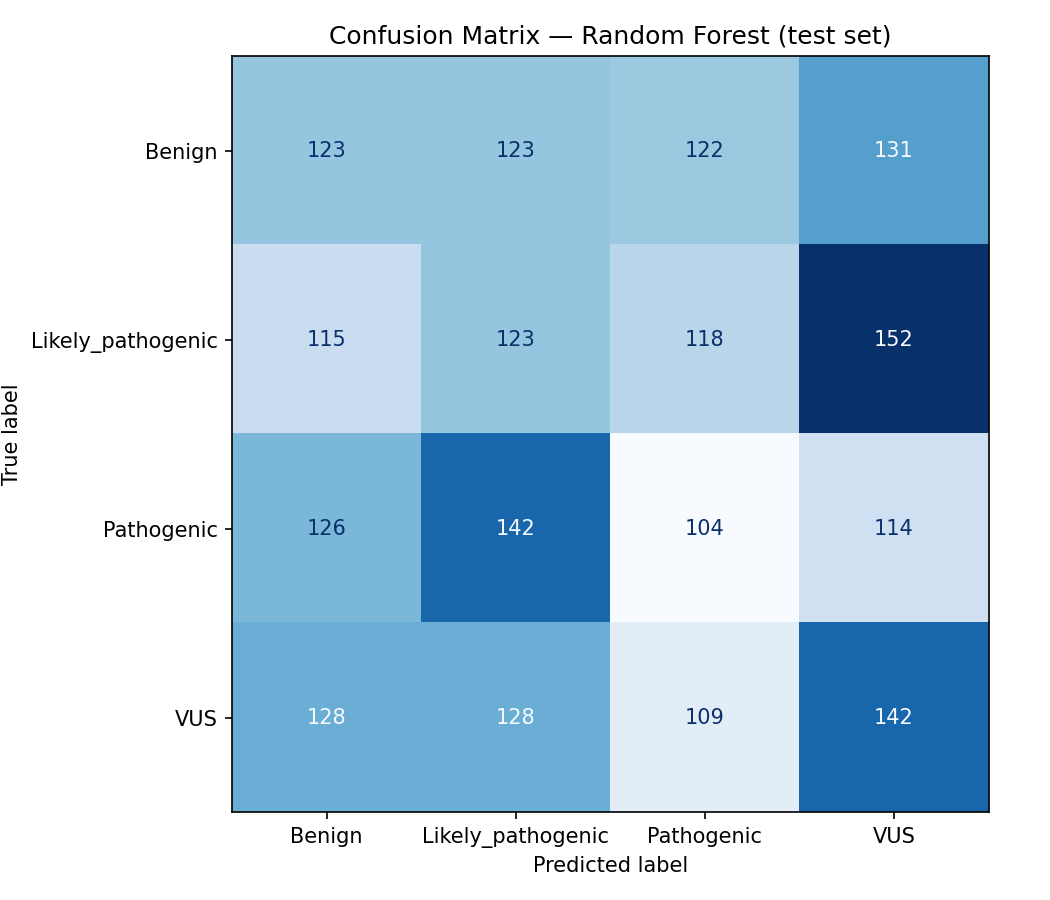 Confusion Matrix — Random Forest (test set)
Benign 123 123 122 131
Likely_pathogenic 115 123 118 152
True label
Pathogenic 126 142 104 114
VUS 128 128 109 142
Benign Likely_pathogenic Pathogenic VUS
Predicted label